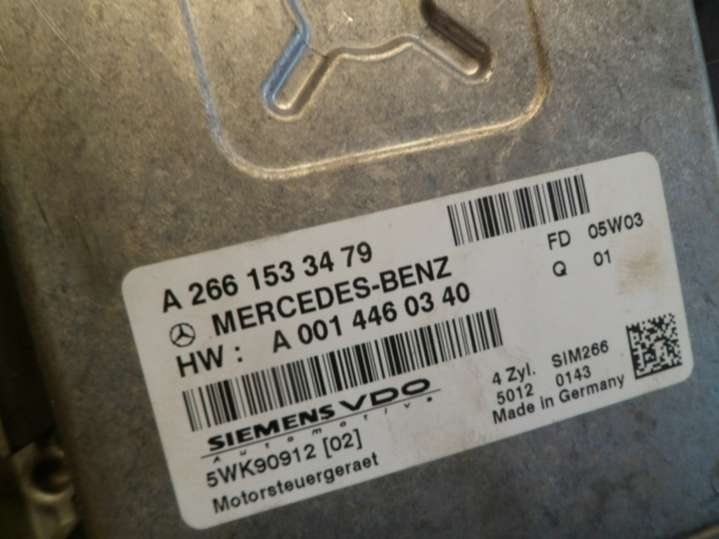 A 266 153 34 79
MERCEDES-BENZ
HW : A 001 446 03 40
FD 05W03
Q 01
SIEMENS VDO
Automotive
5WK90912 [02]
Motorsteuergeraet
4 Zyl. SIM266
5012 0143
Made in Germany